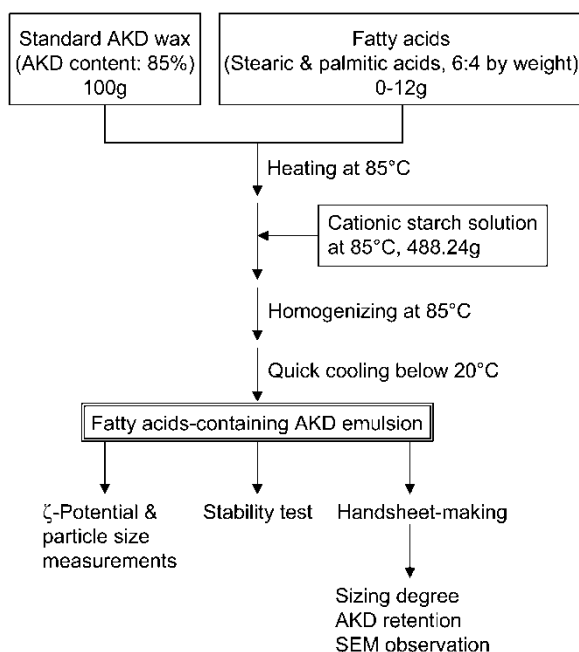 Standard AKD wax
(AKD content: 85%)
100g
Fatty acids
(Stearic & palmitic acids, 6:4 by weight)
0-12g
Heating at 85°C
Cationic starch solution
at 85°C, 488.24g
Homogenizing at 85°C
Quick cooling below 20°C
Fatty acids-containing AKD emulsion
ζ-Potential &
particle size
measurements
Stability test
Handsheet-making
Sizing degree
AKD retention
SEM observation